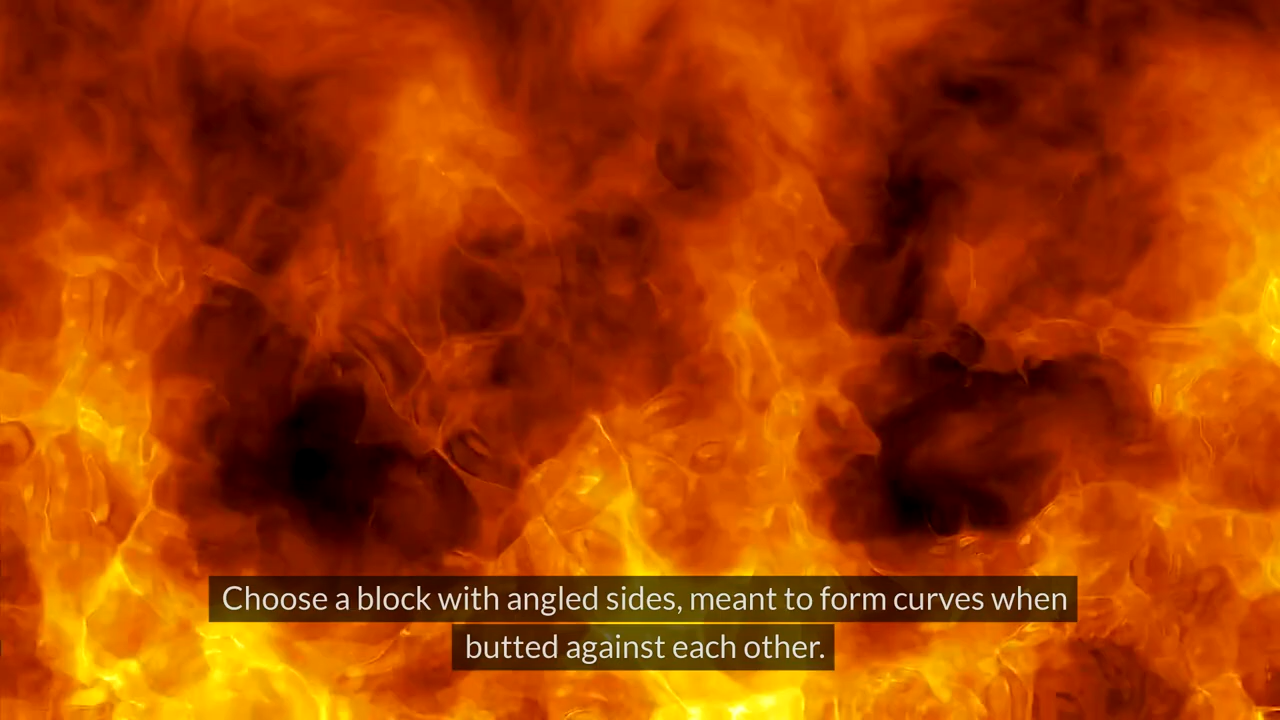 Choose a block with angled sides, meant to form curves when
butted against each other.